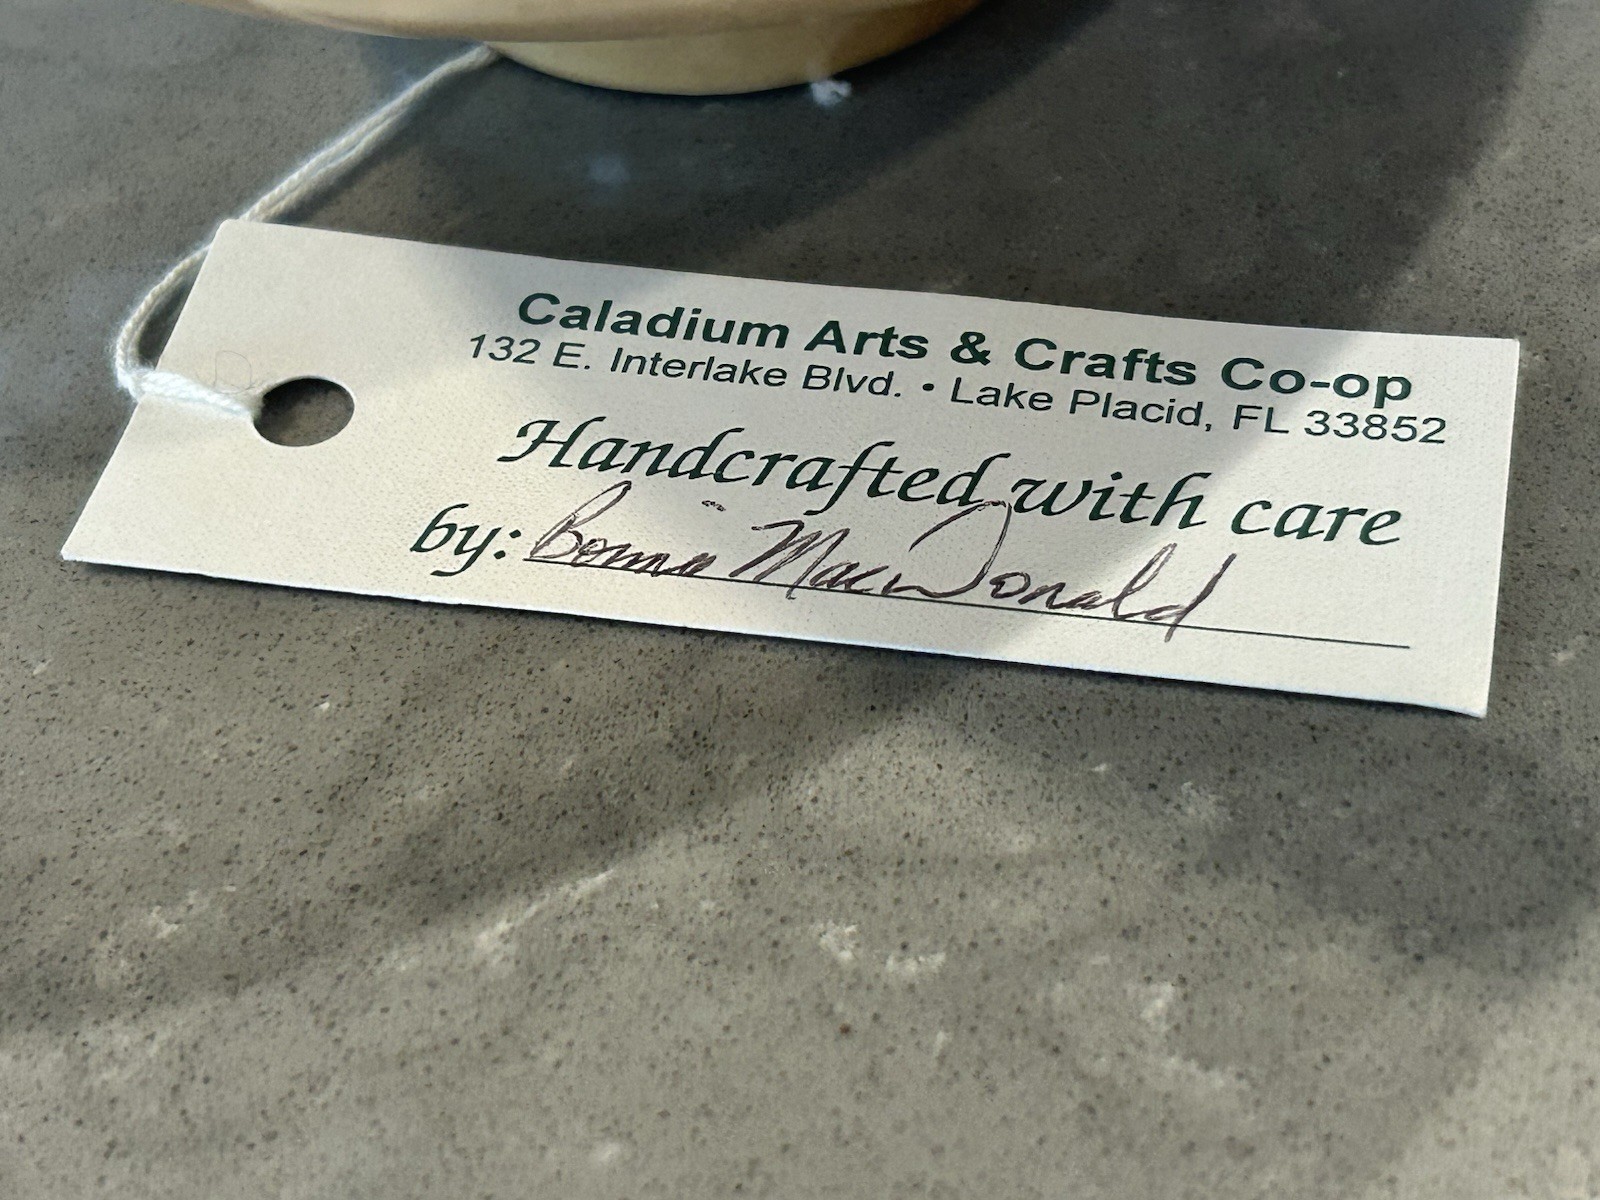 Caladium Arts & Crafts Co-op
132 E. Interlake Blvd. • Lake Placid, FL 33852
Handcrafted with care
by: Bonnie MacDonald